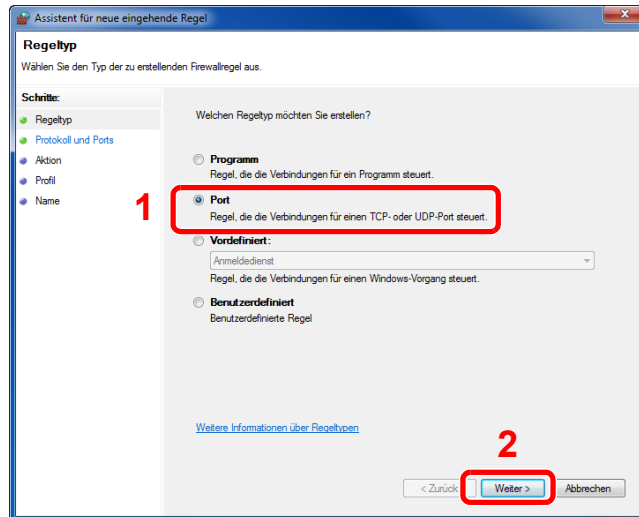 Assistent für neue eingehende Regel
Regeltyp
Wählen Sie den Typ der zu erstellenden Firewallregel aus.
Schritte:
Regeltyp
Protokoll und Ports
Aktion
Profil
Name
Welchen Regeltyp möchten Sie erstellen?
Programm
Regel, die die Verbindungen für ein Programm steuert.
1
Port
Regel, die die Verbindungen für einen TCP- oder UDP-Port steuert.
Vordefiniert:
Anmeldedienst
Regel, die die Verbindungen für einen Windows-Vorgang steuert.
Benutzerdefiniert
Benutzerdefinierte Regel
Weitere Informationen über Regeltypen
2
< Zurück
Weiter >
Abbrechen